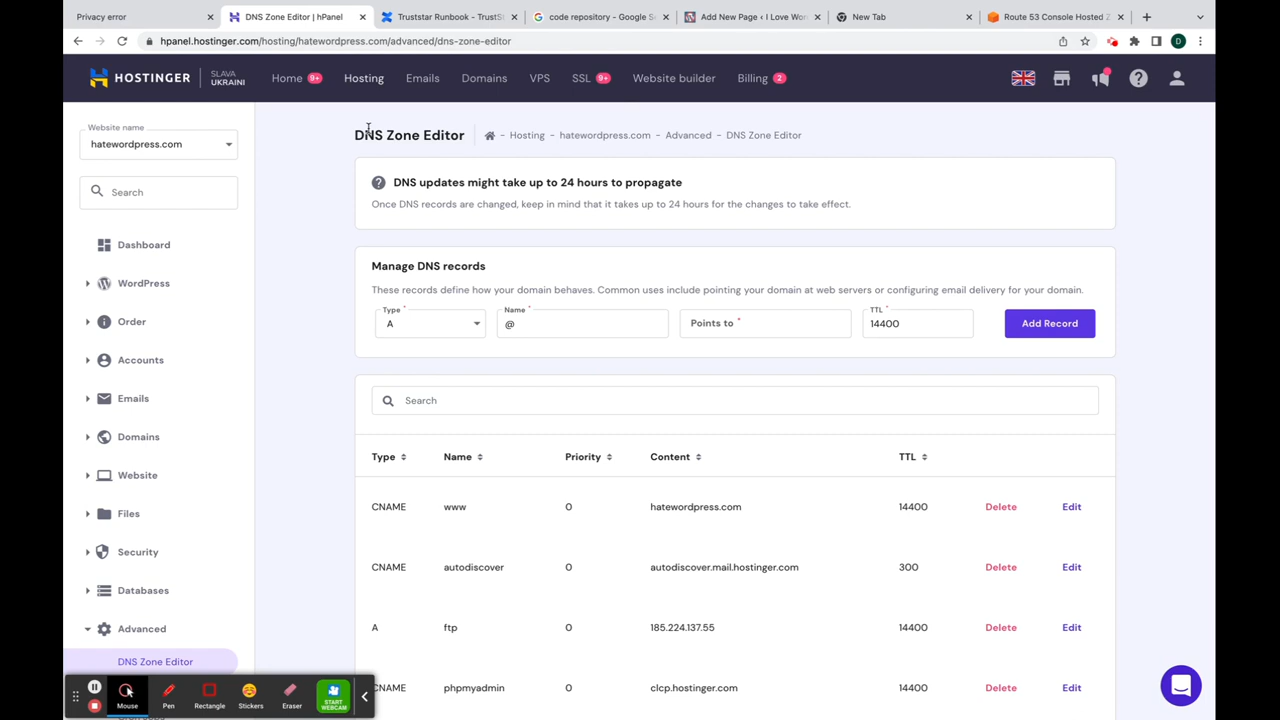 Privacy error
DNS Zone Editor | hPanel
Truststar Runbook - TrustST
code repository - Google Se
Add New Page ‹ I Love Wor
New Tab
Route 53 Console Hosted Z
hpanel.hostinger.com/hosting/hatewordpress.com/advanced/dns-zone-editor
D
HOSTINGER
SLAVA
UKRAINI
Home 9+
Hosting
Emails
Domains
VPS
SSL 9+
Website builder
Billing 2
Website name
hatewordpress.com
Search
Dashboard
WordPress
Order
Accounts
Emails
Domains
Website
Files
Security
Databases
Advanced
DNS Zone Editor
DNS Zone Editor
- Hosting - hatewordpress.com - Advanced - DNS Zone Editor
DNS updates might take up to 24 hours to propagate
Once DNS records are changed, keep in mind that it takes up to 24 hours for the changes to take effect.
Manage DNS records
These records define how your domain behaves. Common uses include pointing your domain at web servers or configuring email delivery for your domain.
Type * Name * TTL *
A @ Points to * 14400 Add Record
Search
Type Name Priority Content TTL
CNAME www 0 hatewordpress.com 14400 Delete Edit
CNAME autodiscover 0 autodiscover.mail.hostinger.com 300 Delete Edit
A ftp 0 185.224.137.55 14400 Delete Edit
CNAME phpmyadmin 0 clcp.hostinger.com 14400 Delete Edit
Mouse
Pen
Rectangle
Stickers
Eraser
START
WEBCAM